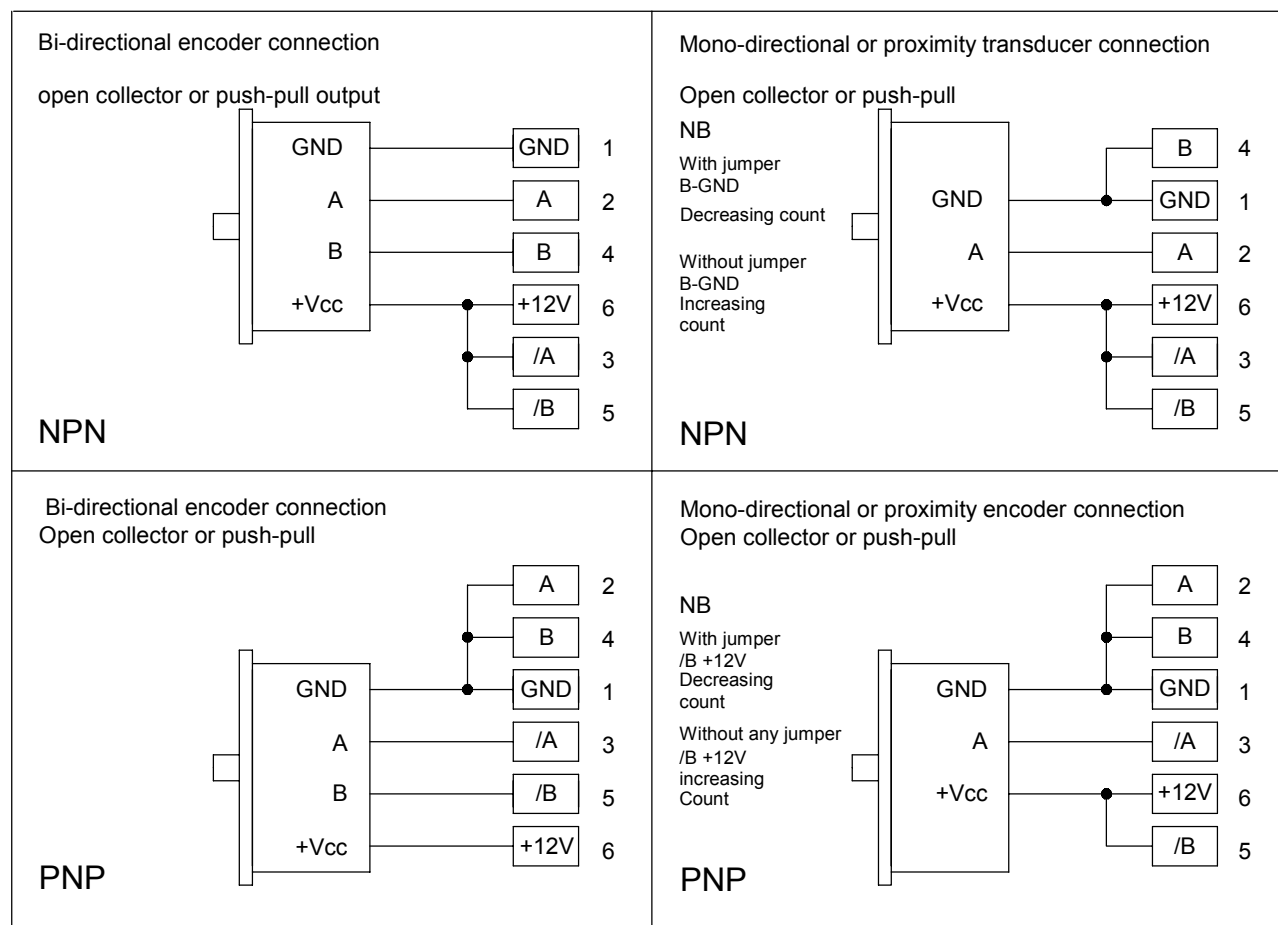 Bi-directional encoder connection
open collector or push-pull output
GND GND 1
A A 2
B B 4
+Vcc +12V 6
/A 3
/B 5
NPN
Mono-directional or proximity transducer connection
Open collector or push-pull
NB
With jumper
B-GND
Decreasing count
Without jumper
B-GND
Increasing
count
B 4
GND GND 1
A A 2
+Vcc +12V 6
/A 3
/B 5
NPN
Bi-directional encoder connection
Open collector or push-pull
A 2
B 4
GND GND 1
A /A 3
B /B 5
+Vcc +12V 6
PNP
Mono-directional or proximity encoder connection
Open collector or push-pull
NB
With jumper
/B +12V
Decreasing
count
Without any jumper
/B +12V
increasing
Count
A 2
B 4
GND GND 1
A /A 3
+Vcc +12V 6
/B 5
PNP